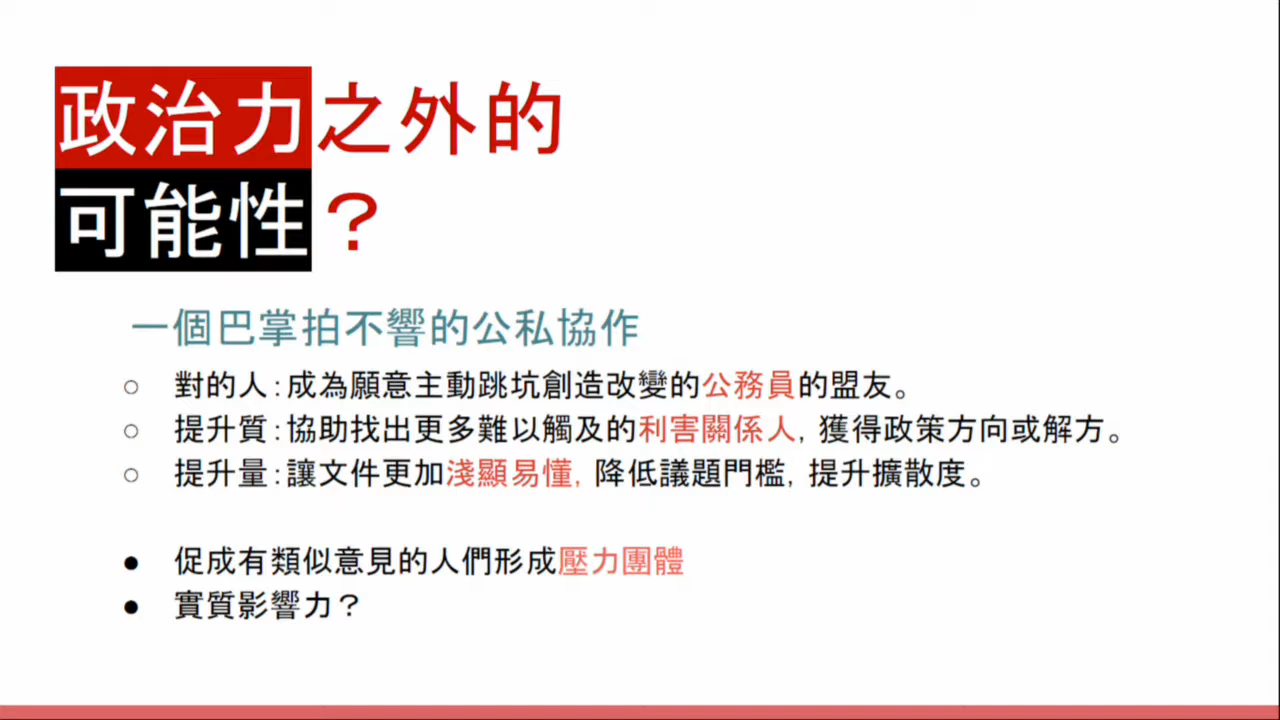 政治力之外的
可能性？
一個巴掌拍不響的公私協作
○ 對的人：成為願意主動跳坑創造改變的公務員的盟友。
○ 提升質：協助找出更多難以觸及的利害關係人，獲得政策方向或解方。
○ 提升量：讓文件更加淺顯易懂，降低議題門檻，提升擴散度。
● 促成有類似意見的人們形成壓力團體
● 實質影響力？